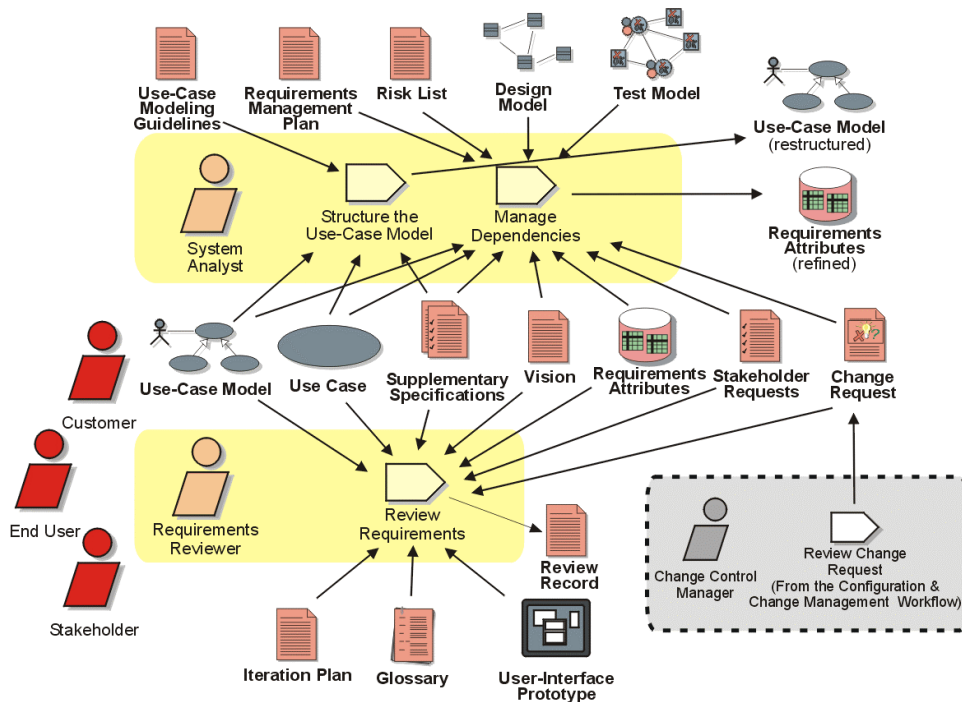 Use-Case
Modeling
Guidelines
Requirements
Management
Plan
Risk List
Design
Model
Test Model
Use-Case Model
(restructured)
System
Analyst
Structure the
Use-Case Model
Manage
Dependencies
Requirements
Attributes
(refined)
Customer
Use-Case Model
Use Case
Supplementary
Specifications
Vision
Requirements
Attributes
Stakeholder
Requests
Change
Request
End User
Requirements
Reviewer
Review
Requirements
Review
Record
Change Control
Manager
Review Change
Request
(From the Configuration &
Change Management Workflow)
Stakeholder
Iteration Plan
Glossary
User-Interface
Prototype